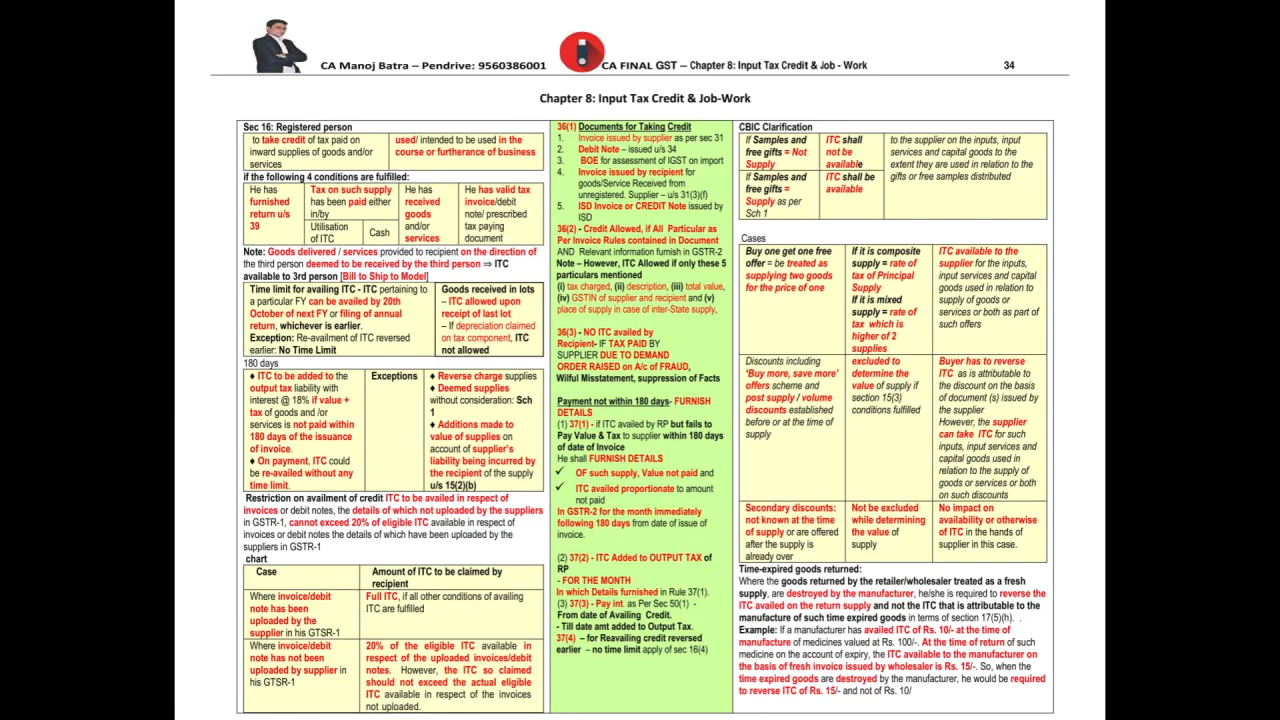 CA Manoj Batra – Pendrive: 9560386001 CA FINAL GST – Chapter 8: Input Tax Credit & Job - Work 34
Chapter 8: Input Tax Credit & Job-Work
Sec 16: Registered person
to take credit of tax paid on
inward supplies of goods and/or
services
used/ intended to be used in the
course or furtherance of business
if the following 4 conditions are fulfilled:
He has
furnished
return u/s
39
Tax on such supply
has been paid either
in/by
Utilisation
of ITC
Cash
He has
received
goods
and/or
services
He has valid tax
invoice/debit
note/ prescribed
tax paying
document
Note: Goods delivered / services provided to recipient on the direction of
the third person deemed to be received by the third person ⇒ ITC
available to 3rd person [Bill to Ship to Model]
Time limit for availing ITC - ITC pertaining to
a particular FY can be availed by 20th
October of next FY or filing of annual
return, whichever is earlier.
Exception: Re-availment of ITC reversed
earlier: No Time Limit
Goods received in lots
– ITC allowed upon
receipt of last lot
– If depreciation claimed
on tax component, ITC
not allowed
180 days
♦ ITC to be added to the
output tax liability with
interest @ 18% if value +
tax of goods and /or
services is not paid within
180 days of the issuance
of invoice.
♦ On payment, ITC could
be re-availed without any
time limit.
Exceptions
♦ Reverse charge supplies
♦ Deemed supplies
without consideration: Sch
1
♦ Additions made to
value of supplies on
account of supplier's
liability being incurred by
the recipient of the supply
u/s 15(2)(b)
Restriction on availment of credit ITC to be availed in respect of
invoices or debit notes, the details of which not uploaded by the suppliers
in GSTR-1, cannot exceed 20% of eligible ITC available in respect of
invoices or debit notes the details of which have been uploaded by the
suppliers in GSTR-1
chart
Case
Amount of ITC to be claimed by
recipient
Where invoice/debit
note has been
uploaded by the
supplier in his GTSR-1
Full ITC, if all other conditions of availing
ITC are fulfilled
Where invoice/debit
note has not been
uploaded by supplier in
his GTSR-1
20% of the eligible ITC available in
respect of the uploaded invoices/debit
notes. However, the ITC so claimed
should not exceed the actual eligible
ITC available in respect of the invoices
not uploaded.
36(1) Documents for Taking Credit
1. Invoice issued by supplier as per sec 31
2. Debit Note – issued u/s 34
3. BOE for assessment of IGST on import
4. Invoice issued by recipient for
goods/Service Received from
unregistered. Supplier – u/s 31(3)(f)
5. ISD Invoice or CREDIT Note issued by
ISD
36(2) - Credit Allowed, if All Particular as
Per Invoice Rules contained in Document
AND Relevant information furnish in GSTR-2
Note – However, ITC Allowed if only these 5
particulars mentioned
(i) tax charged, (ii) description, (iii) total value,
(iv) GSTIN of supplier and recipient and (v)
place of supply in case of inter-State supply,
36(3) - NO ITC availed by
Recipient- IF TAX PAID BY
SUPPLIER DUE TO DEMAND
ORDER RAISED on A/c of FRAUD,
Wilful Misstatement, suppression of Facts
Payment not within 180 days- FURNISH
DETAILS
(1) 37(1) - if ITC availed by RP but fails to
Pay Value & Tax to supplier within 180 days
of date of Invoice
He shall FURNISH DETAILS
✓ OF such supply, Value not paid and
✓ ITC availed proportionate to amount
not paid
In GSTR-2 for the month immediately
following 180 days from date of issue of
invoice.
(2) 37(2) - ITC Added to OUTPUT TAX of
RP
- FOR THE MONTH
In which Details furnished in Rule 37(1).
(3) 37(3) - Pay int. as Per Sec 50(1) -
From date of Availing Credit.
- Till date amt added to Output Tax.
37(4) – for Reavailing credit reversed
earlier – no time limit apply of sec 16(4)
CBIC Clarification
If Samples and
free gifts = Not
Supply
ITC shall
not be
available
If Samples and
free gifts =
Supply as per
Sch 1
ITC shall be
available
to the supplier on the inputs, input
services and capital goods to the
extent they are used in relation to the
gifts or free samples distributed
Cases
Buy one get one free
offer = be treated as
supplying two goods
for the price of one
If it is composite
supply = rate of
tax of Principal
Supply
If it is mixed
supply = rate of
tax which is
higher of 2
supplies
ITC available to the
supplier for the inputs,
input services and capital
goods used in relation to
supply of goods or
services or both as part of
such offers
Discounts including
'Buy more, save more'
offers scheme and
post supply / volume
discounts established
before or at the time of
supply
excluded to
determine the
value of supply if
section 15(3)
conditions fulfilled
Buyer has to reverse
ITC as is attributable to
the discount on the basis
of document (s) issued by
the supplier
However, the supplier
can take ITC for such
inputs, input services and
capital goods used in
relation to the supply of
goods or services or both
on such discounts
Secondary discounts:
not known at the time
of supply or are offered
after the supply is
already over
Not be excluded
while determining
the value of
supply
No impact on
availability or otherwise
of ITC in the hands of
supplier in this case.
Time-expired goods returned:
Where the goods returned by the retailer/wholesaler treated as a fresh
supply, are destroyed by the manufacturer, he/she is required to reverse the
ITC availed on the return supply and not the ITC that is attributable to the
manufacture of such time expired goods in terms of section 17(5)(h). .
Example: If a manufacturer has availed ITC of Rs. 10/- at the time of
manufacture of medicines valued at Rs. 100/-. At the time of return of such
medicine on the account of expiry, the ITC available to the manufacturer on
the basis of fresh invoice issued by wholesaler is Rs. 15/-. So, when the
time expired goods are destroyed by the manufacturer, he would be required
to reverse ITC of Rs. 15/- and not of Rs. 10/